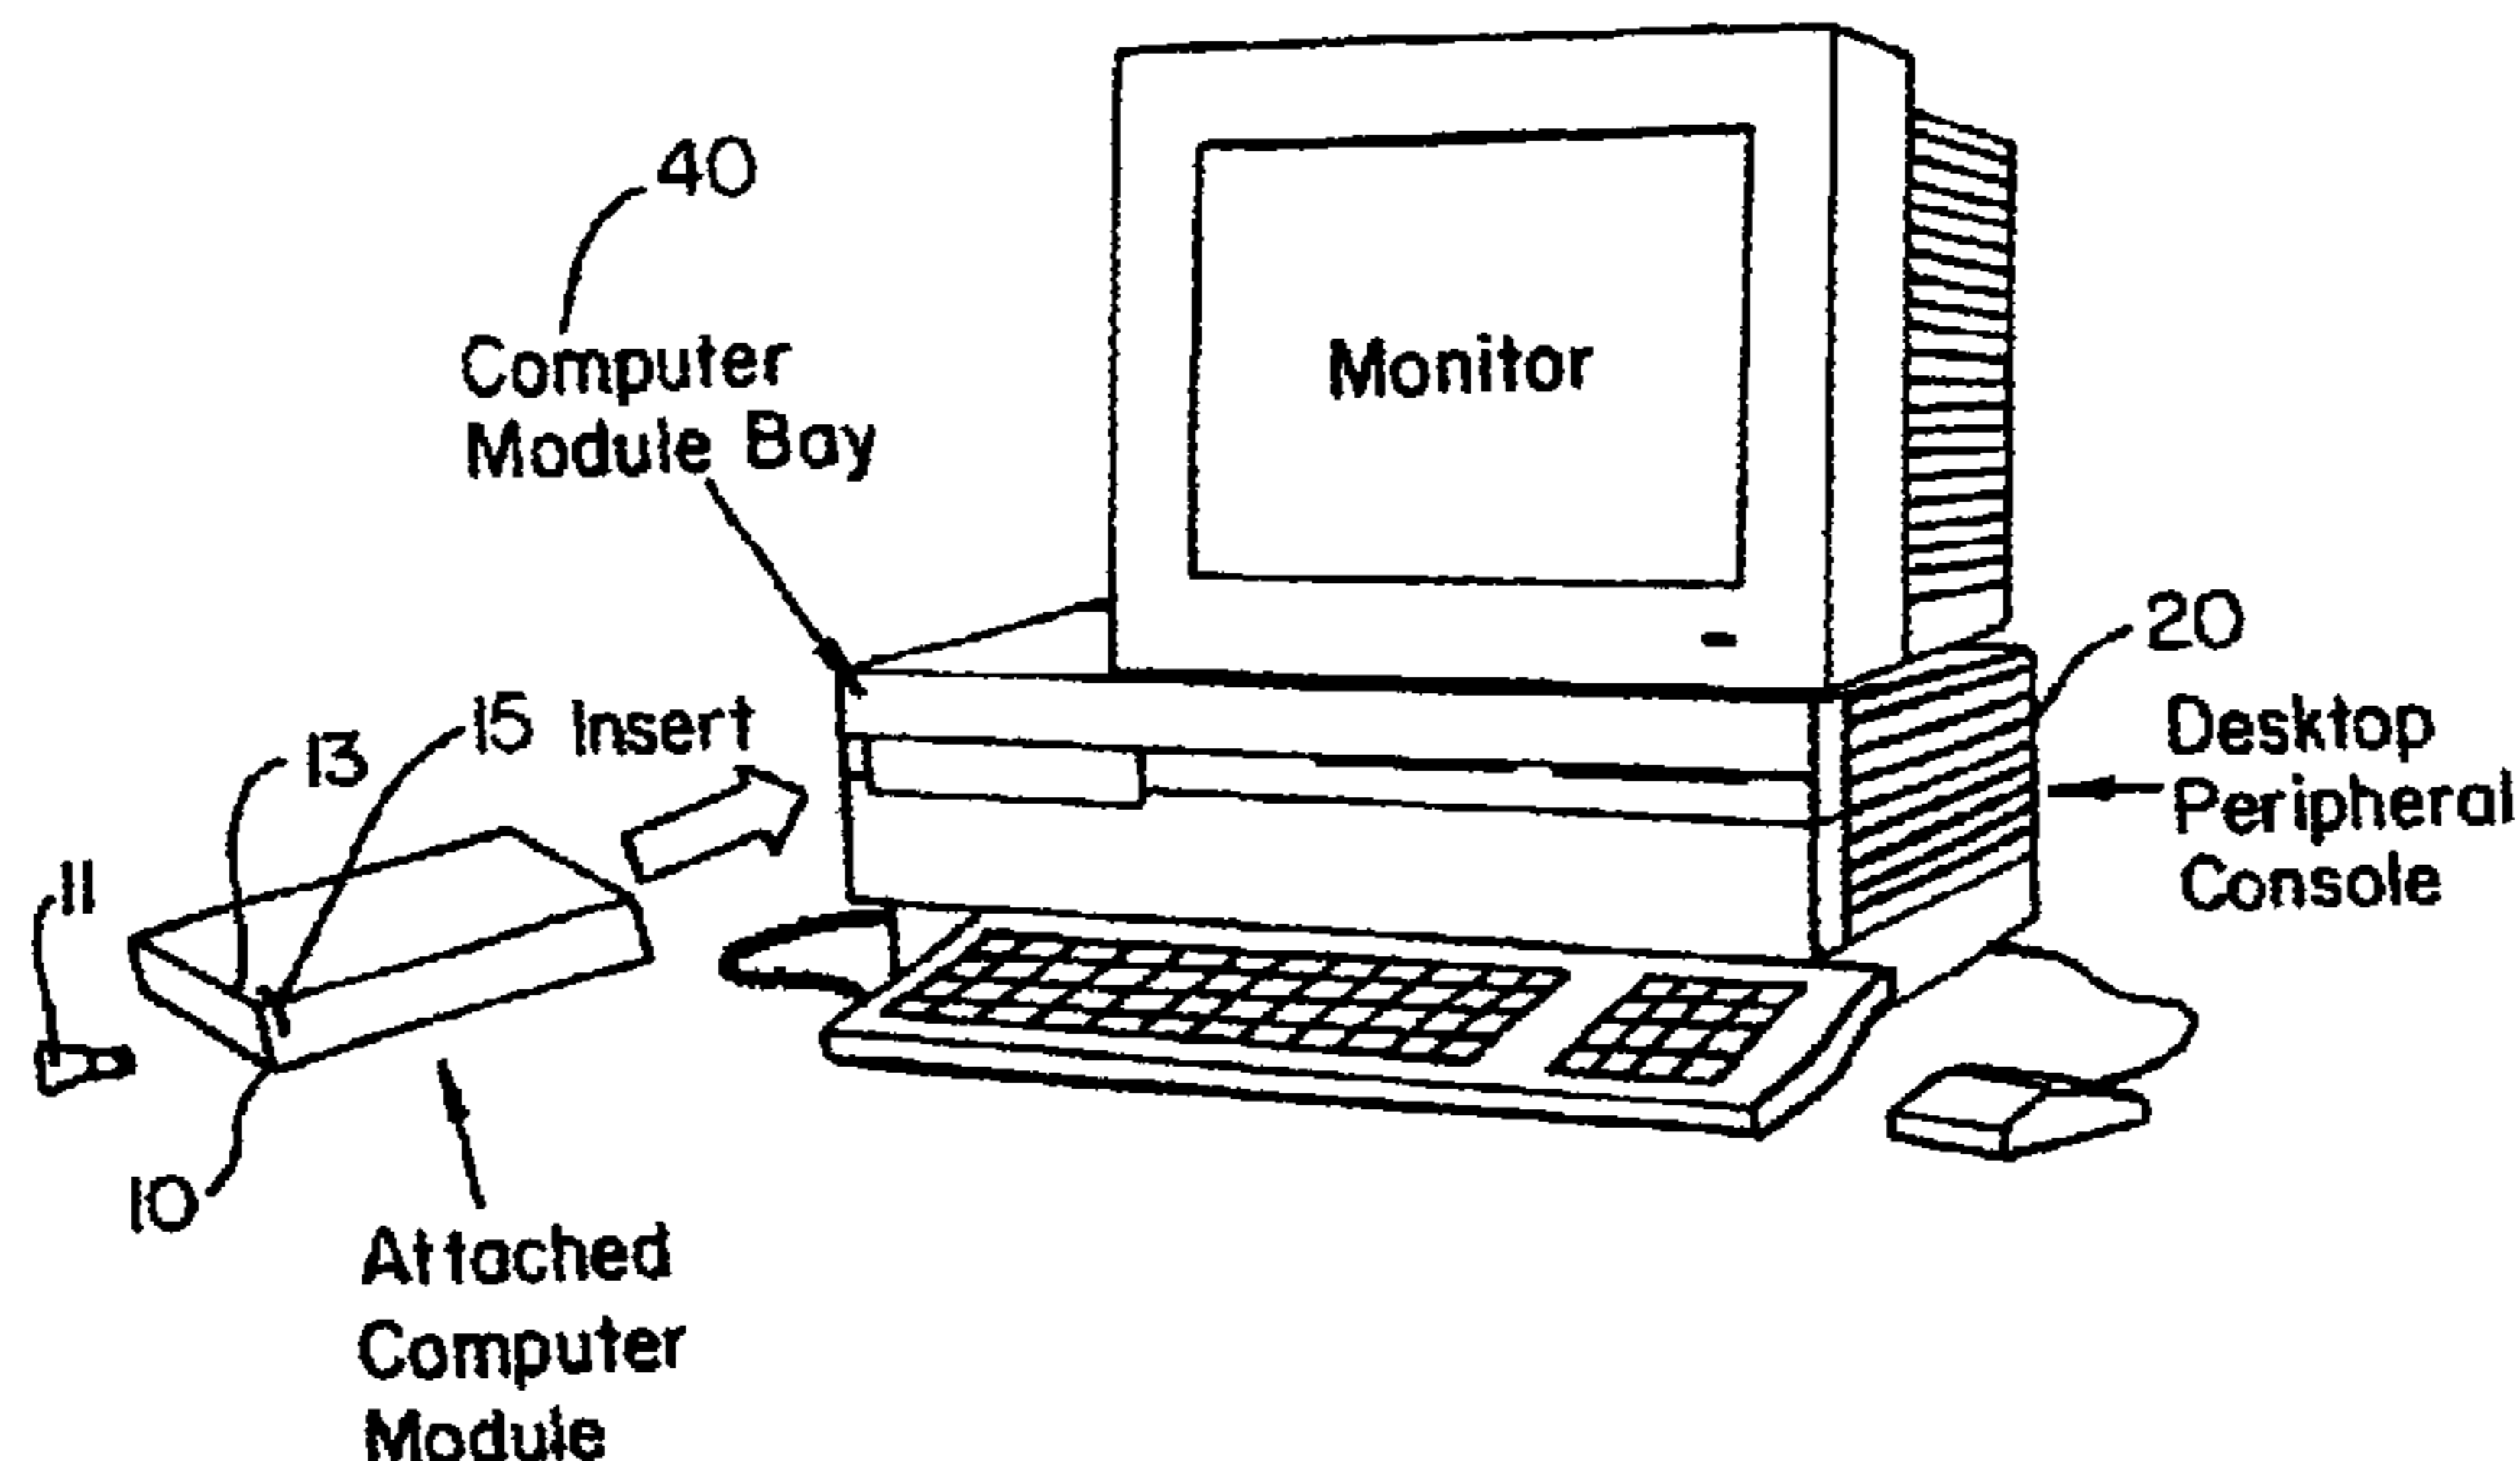 40
Computer
Module Bay
Monitor
20
Desktop
Peripheral
Console
15 Insert
13
11
10
Attached
Computer
Module